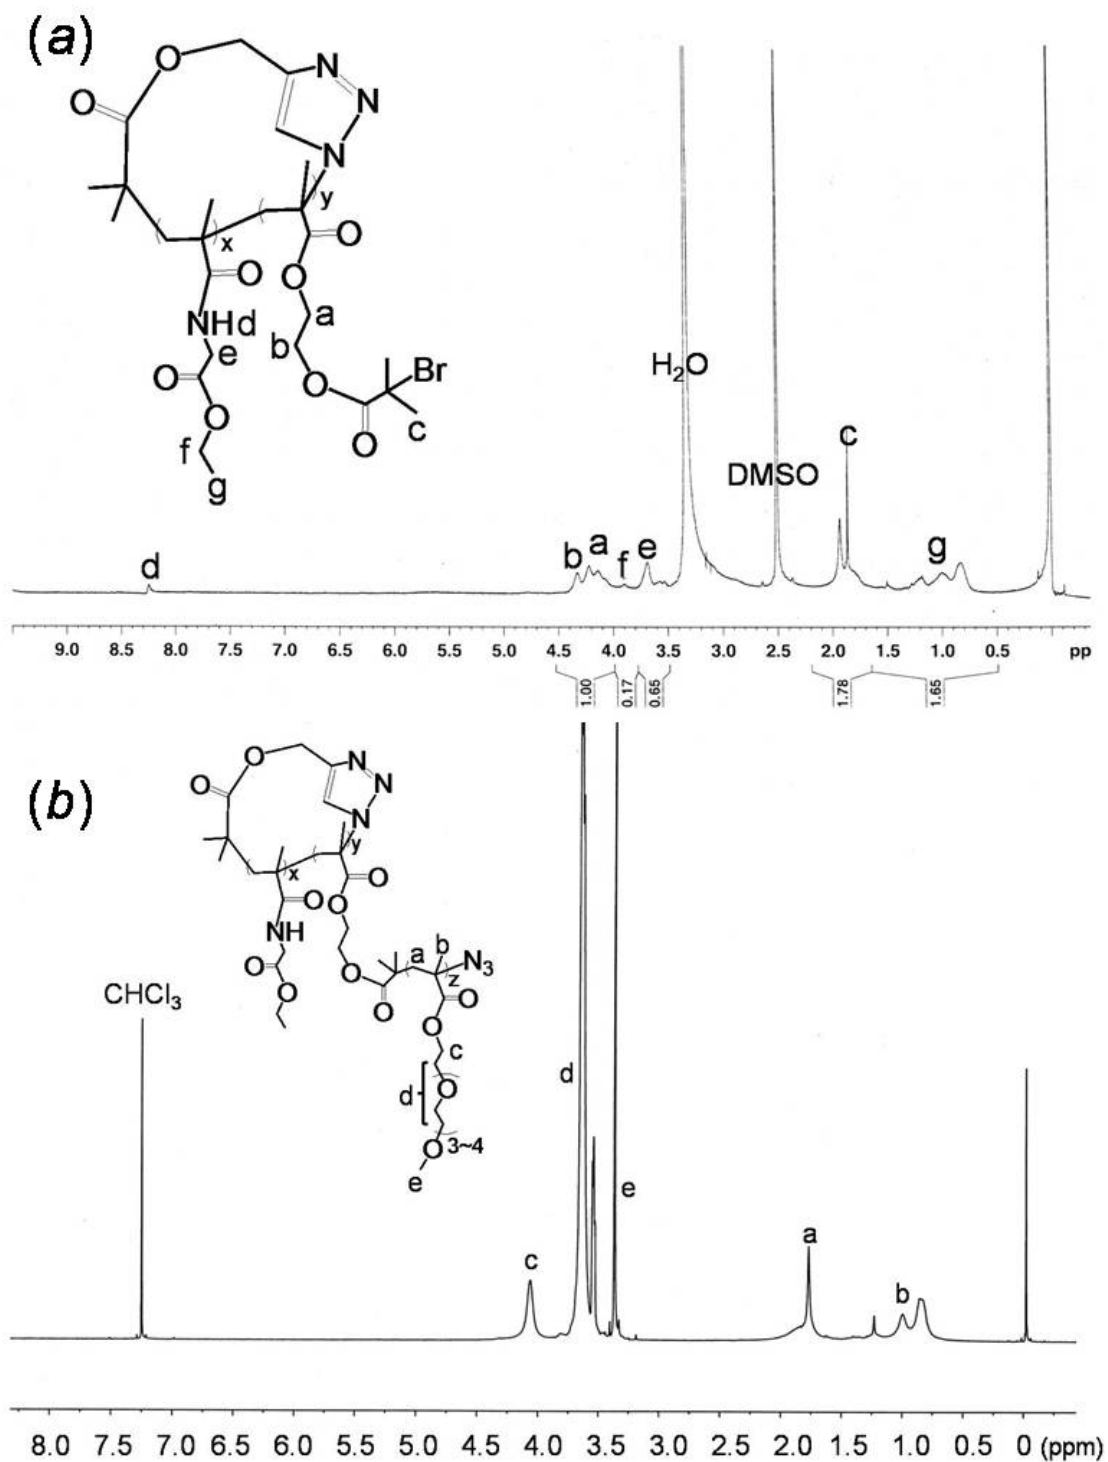 (a)
O
O
N
N
N
y
x
O
O
O
NH d
a
b
e
O
O
Br
O
f
O
c
g
H₂O
DMSO
c
d
b a f e
g
9.0 8.5 8.0 7.5 7.0 6.5 6.0 5.5 5.0 4.5 4.0 3.5 3.0 2.5 2.0 1.5 1.0 0.5 pp
1.00 0.17 0.65 1.78 1.65
(b)
O
O
N
N
N
y
x
O
O
O
NH
a b N₃
O
O
z
O
O
O
O
c
CHCl₃
d
d
O
O 3~4
e
e
c
a
b
8.0 7.5 7.0 6.5 6.0 5.5 5.0 4.5 4.0 3.5 3.0 2.5 2.0 1.5 1.0 0.5 0 (ppm)